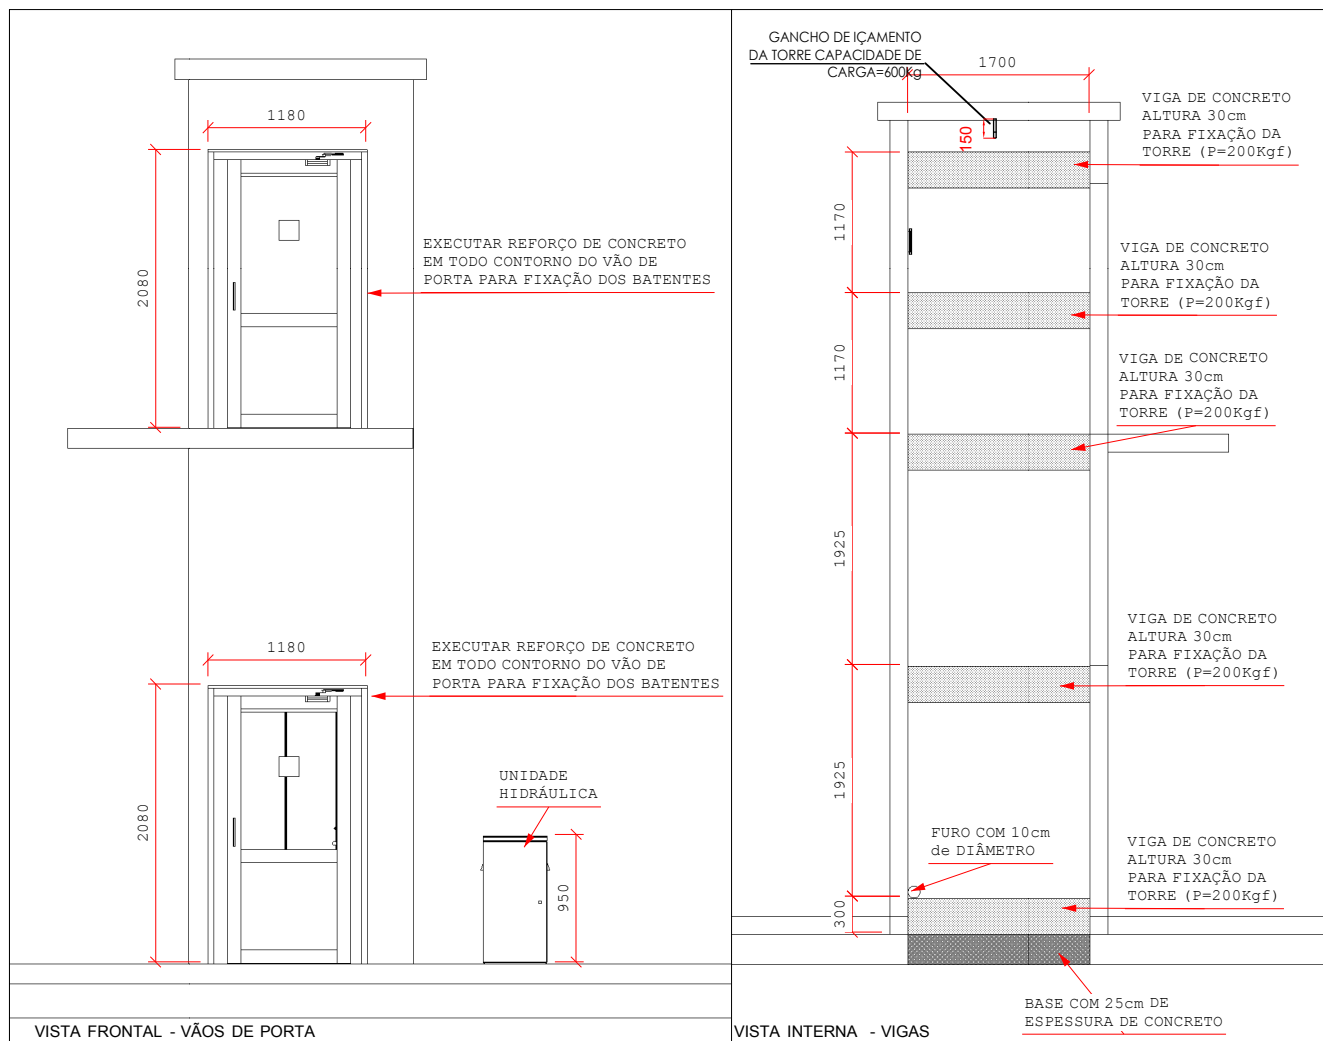 1180
2080
EXECUTAR REFORÇO DE CONCRETO
EM TODO CONTORNO DO VÃO DE
PORTA PARA FIXAÇÃO DOS BATENTES
1180
2080
EXECUTAR REFORÇO DE CONCRETO
EM TODO CONTORNO DO VÃO DE
PORTA PARA FIXAÇÃO DOS BATENTES
UNIDADE
HIDRÁULICA
950
VISTA FRONTAL - VÃOS DE PORTA
GANCHO DE IÇAMENTO
DA TORRE CAPACIDADE DE
CARGA=600Kg
1700
150
VIGA DE CONCRETO
ALTURA 30cm
PARA FIXAÇÃO DA
TORRE (P=200Kgf)
1170
VIGA DE CONCRETO
ALTURA 30cm
PARA FIXAÇÃO DA
TORRE (P=200Kgf)
1170
VIGA DE CONCRETO
ALTURA 30cm
PARA FIXAÇÃO DA
TORRE (P=200Kgf)
1925
VIGA DE CONCRETO
ALTURA 30cm
PARA FIXAÇÃO DA
TORRE (P=200Kgf)
1925
FURO COM 10cm
de DIÂMETRO
VIGA DE CONCRETO
ALTURA 30cm
PARA FIXAÇÃO DA
TORRE (P=200Kgf)
300
BASE COM 25cm DE
ESPESSURA DE CONCRETO
VISTA INTERNA - VIGAS